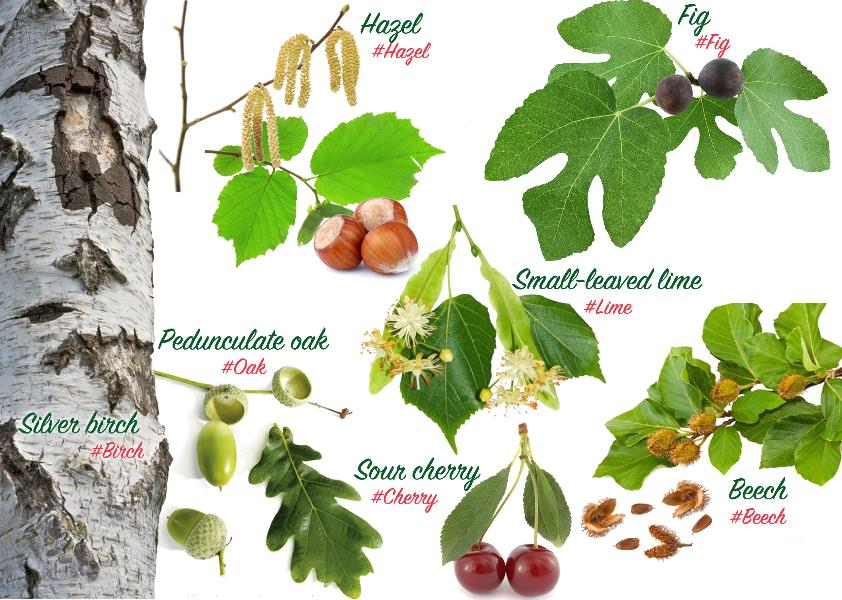 Hazel
#Hazel
Fig
#Fig
Small-leaved lime
#Lime
Pedunculate oak
#Oak
Silver birch
#Birch
Sour cherry
#Cherry
Beech
#Beech